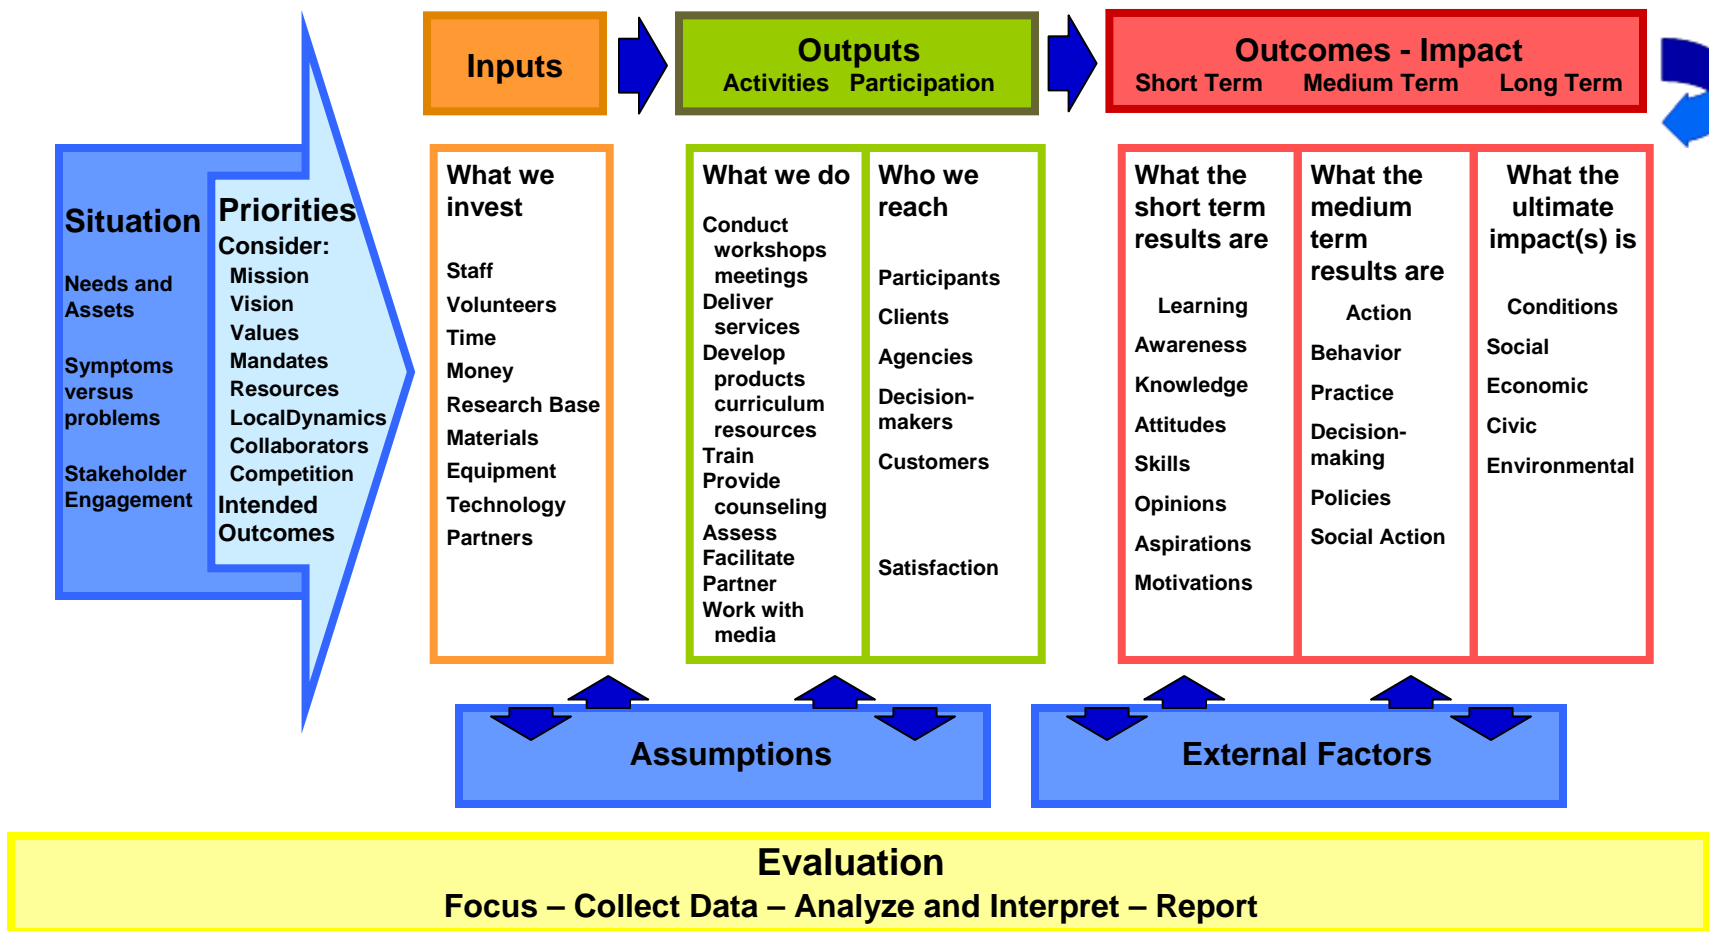 Inputs
Outputs
Activities Participation
Outcomes - Impact
Short Term Medium Term Long Term
Situation
Needs and
Assets
Symptoms
versus
problems
Stakeholder
Engagement
Priorities
Consider:
Mission
Vision
Values
Mandates
Resources
LocalDynamics
Collaborators
Competition
Intended
Outcomes
What we
invest
Staff
Volunteers
Time
Money
Research Base
Materials
Equipment
Technology
Partners
What we do
Conduct
workshops
meetings
Deliver
services
Develop
products
curriculum
resources
Train
Provide
counseling
Assess
Facilitate
Partner
Work with
media
Who we
reach
Participants
Clients
Agencies
Decision-
makers
Customers
Satisfaction
What the
short term
results are
Learning
Awareness
Knowledge
Attitudes
Skills
Opinions
Aspirations
Motivations
What the
medium
term
results are
Action
Behavior
Practice
Decision-
making
Policies
Social Action
What the
ultimate
impact(s) is
Conditions
Social
Economic
Civic
Environmental
Assumptions
External Factors
Evaluation
Focus – Collect Data – Analyze and Interpret – Report